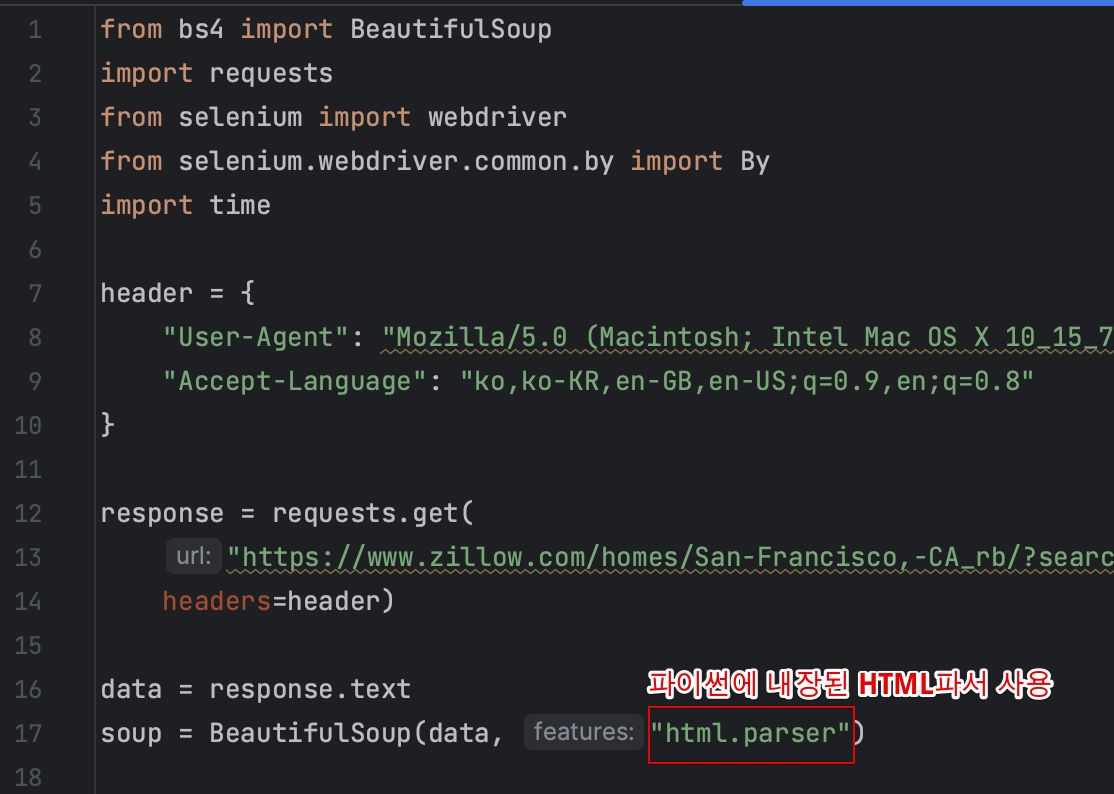 1 from bs4 import BeautifulSoup
2 import requests
3 from selenium import webdriver
4 from selenium.webdriver.common.by import By
5 import time
6
7 header = {
8 "User-Agent": "Mozilla/5.0 (Macintosh; Intel Mac OS X 10_15_7
9 "Accept-Language": "ko,ko-KR,en-GB,en-US;q=0.9,en;q=0.8"
10 }
11
12 response = requests.get(
13 url: "https://www.zillow.com/homes/San-Francisco,-CA_rb/?searc
14 headers=header)
15
파이썬에 내장된 HTML파서 사용
16 data = response.text
17 soup = BeautifulSoup(data, features: "html.parser")
18